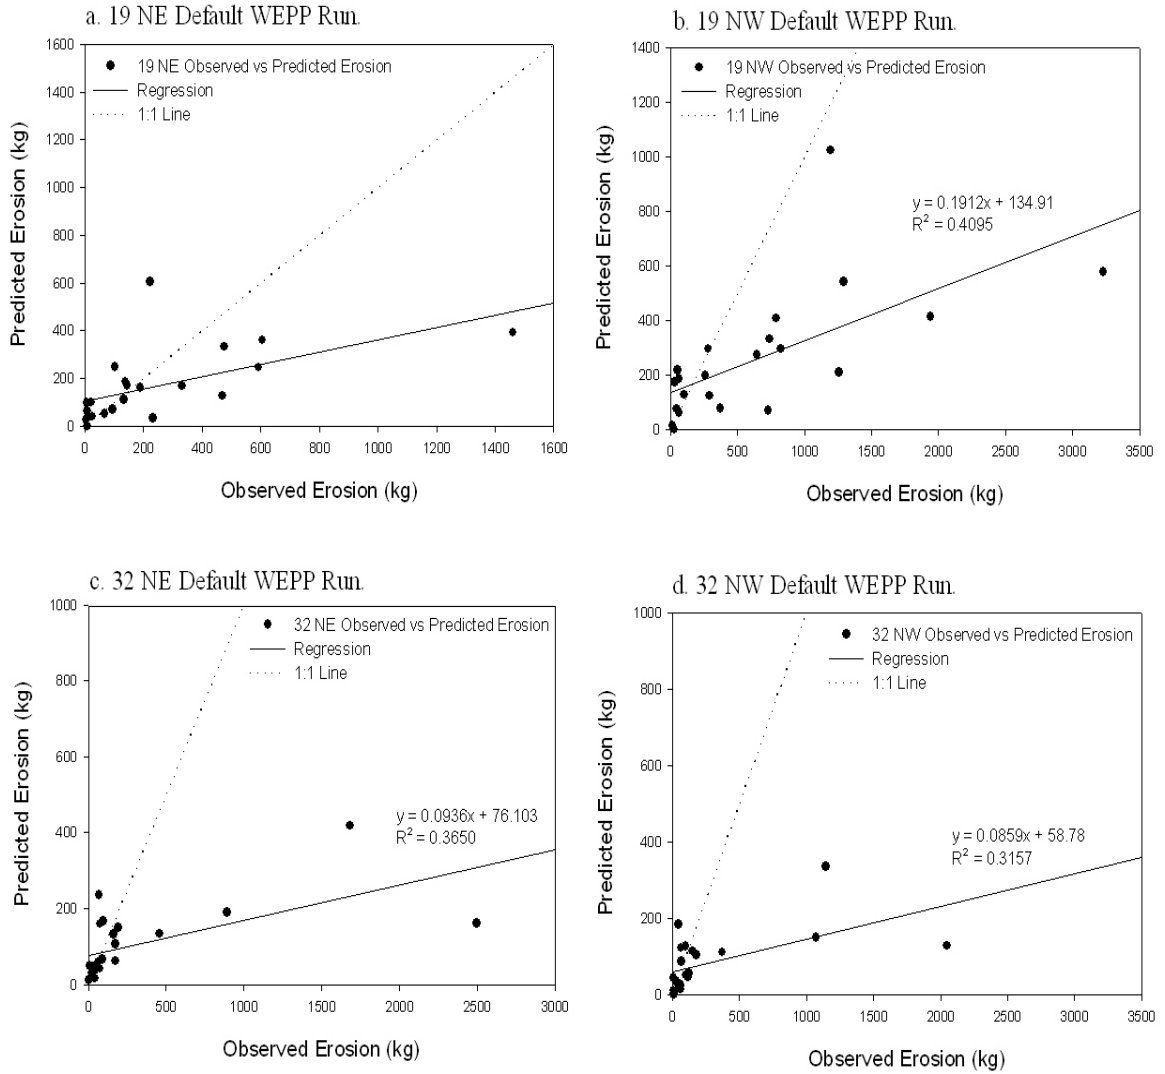 a. 19 NE Default WEPP Run.
1600
1400
1200
1000
800
600
400
200
0
Predicted Erosion (kg)
19 NE Observed vs Predicted Erosion
Regression
1:1 Line
0 200 400 600 800 1000 1200 1400 1600
Observed Erosion (kg)
b. 19 NW Default WEPP Run.
1400
1200
1000
800
600
400
200
0
Predicted Erosion (kg)
19 NW Observed vs Predicted Erosion
Regression
1:1 Line
y = 0.1912x + 134.91
R² = 0.4095
0 500 1000 1500 2000 2500 3000 3500
Observed Erosion (kg)
c. 32 NE Default WEPP Run.
1000
800
600
400
200
0
Predicted Erosion (kg)
32 NE Observed vs Predicted Erosion
Regression
1:1 Line
y = 0.0936x + 76.103
R² = 0.3650
0 500 1000 1500 2000 2500 3000
Observed Erosion (kg)
d. 32 NW Default WEPP Run.
1000
800
600
400
200
0
Predicted Erosion (kg)
32 NW Observed vs Predicted Erosion
Regression
1:1 Line
y = 0.0859x + 58.78
R² = 0.3157
0 500 1000 1500 2000 2500 3000 3500
Observed Erosion (kg)